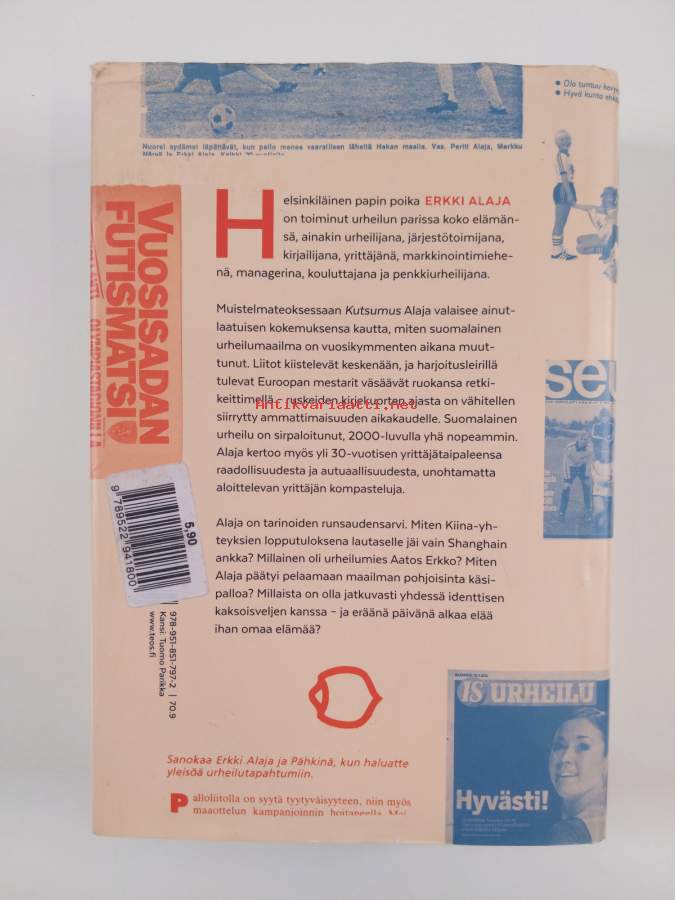 • Olo tuntuu
• Hyvä kunto
Nuoret sydämet läpättävät, kun pallo menee vaarallisen lähellä Hakan maalia. Vas. Pertti Alaja, Markku
VUOSISADAN
FUTISMATSI
OLYMPIASTADIONILLA
Helsinkiläinen papin poika ERKKI ALAJA
on toiminut urheilun parissa koko elämän-
sä, ainakin urheilijana, järjestötoimijana,
kirjailijana, yrittäjänä, markkinointimiehe-
nä, managerina, kouluttajana ja penkkiurheilijana.
Muistelmateoksessaan Kutsumus Alaja valaisee ainut-
laatuisen kokemuksensa kautta, miten suomalainen
urheilumaailma on vuosikymmenten aikana muut-
tunut. Liitot kiistelevät keskenään, ja harjoitusleirillä
tulevat Euroopan mestarit väsäävät ruokansa retki-
keittimellä – ruskeiden kirjekuorten ajasta on vähitellen
siirrytty ammattimaisuuden aikakaudelle. Suomalainen
urheilu on sirpaloitunut, 2000-luvulla yhä nopeammin.
Alaja kertoo myös yli 30-vuotisen yrittäjätaipaleensa
raadollisuudesta ja autuaallisuudesta, unohtamatta
aloittelevan yrittäjän kompasteluja.
Antikvariaatti.net
Alaja on tarinoiden runsaudensarvi. Miten Kiina-yh-
teyksien lopputuloksena lautaselle jäi vain Shanghain
ankka? Millainen oli urheilumies Aatos Erkko? Miten
Alaja päätyi pelaamaan maailman pohjoisinta käsi-
palloa? Millaista on olla jatkuvasti yhdessä identtisen
kaksoisveljen kanssa – ja eräänä päivänä alkaa elää
ihan omaa elämää?
5,90
9 789522 941800
978-951-851-797-2 | 70.9
Kansi: Tuomo Parikka
www.teos.fi
se
IS URHEILU
Hyvästi!
Sanokaa Erkki Alaja ja Pähkinä, kun haluatte
yleisöä urheilutapahtumiin.
Palloliitolla on syytä tyytyväisyyteen, niin myös
maaottelun kampanjoinnin hoitaneella